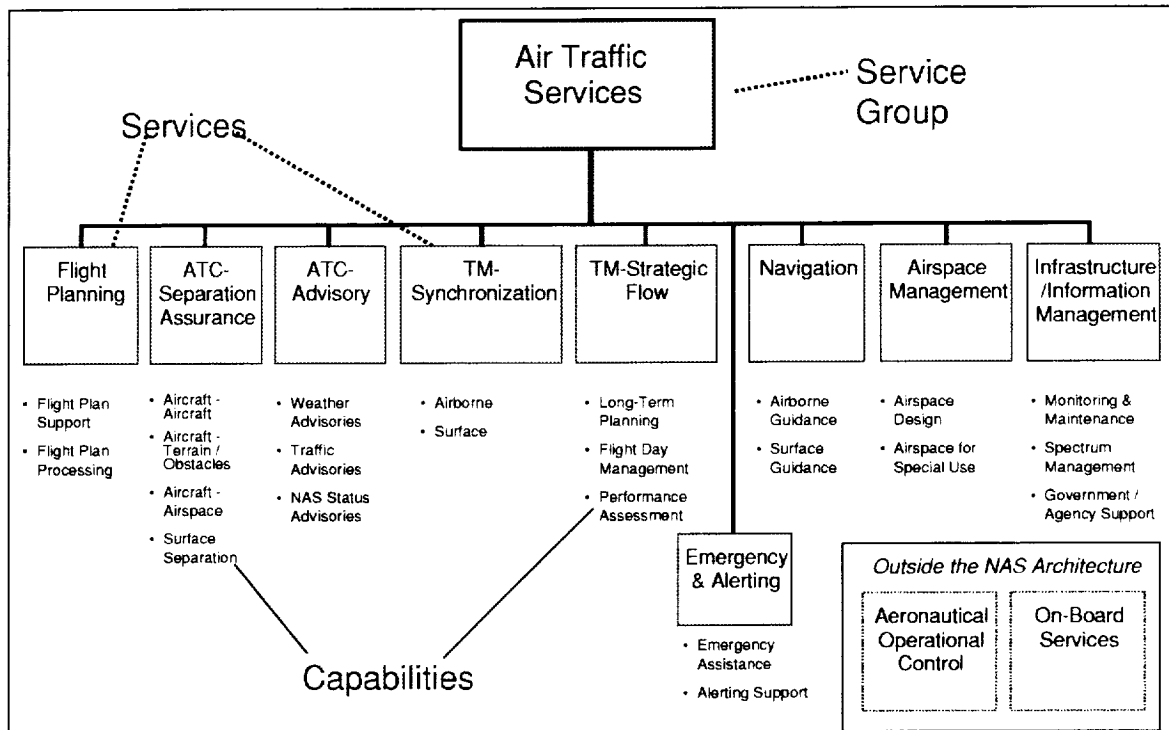 Air Traffic
Services
Service
Group
Services
Flight
Planning
ATC-
Separation
Assurance
ATC-
Advisory
TM-
Synchronization
TM-Strategic
Flow
Navigation
Airspace
Management
Infrastructure
/Information
Management
• Flight Plan
Support
• Flight Plan
Processing
• Aircraft -
Aircraft
• Aircraft -
Terrain /
Obstacles
• Aircraft -
Airspace
• Surface
Separation
• Weather
Advisories
• Traffic
Advisories
• NAS Status
Advisories
• Airborne
• Surface
• Long-Term
Planning
• Flight Day
Management
• Performance
Assessment
• Airborne
Guidance
• Surface
Guidance
• Airspace
Design
• Airspace for
Special Use
• Monitoring &
Maintenance
• Spectrum
Management
• Government /
Agency Support
Emergency
& Alerting
• Emergency
Assistance
• Alerting Support
Capabilities
Outside the NAS Architecture
Aeronautical
Operational
Control
On-Board
Services